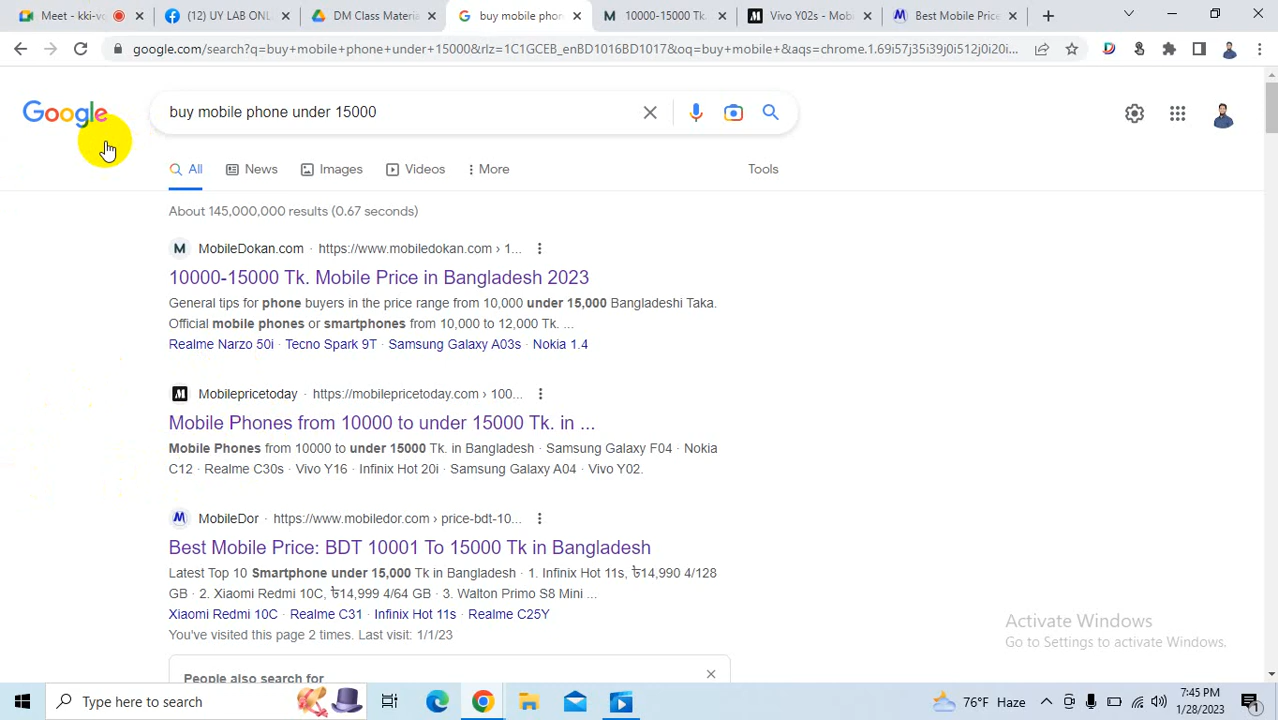 Meet - kki-vc
(12) UY LAB ONL
DM Class Materia
buy mobile phon
10000-15000 Tk.
Vivo Y02s - Mob
Best Mobile Price
google.com/search?q=buy+mobile+phone+under+15000&rlz=1C1GCEB_enBD1016BD1017&oq=buy+mobile+&aqs=chrome.1.69i57j35i39j0i512j0i20i...
Google
buy mobile phone under 15000
All News Images Videos More Tools
About 145,000,000 results (0.67 seconds)
MobileDokan.com · https://www.mobiledokan.com › 1...
10000-15000 Tk. Mobile Price in Bangladesh 2023
General tips for phone buyers in the price range from 10,000 under 15,000 Bangladeshi Taka.
Official mobile phones or smartphones from 10,000 to 12,000 Tk. ...
Realme Narzo 50i · Tecno Spark 9T · Samsung Galaxy A03s · Nokia 1.4
Mobilepricetoday · https://mobilepricetoday.com › 100...
Mobile Phones from 10000 to under 15000 Tk. in ...
Mobile Phones from 10000 to under 15000 Tk. in Bangladesh · Samsung Galaxy F04 · Nokia
C12 · Realme C30s · Vivo Y16 · Infinix Hot 20i · Samsung Galaxy A04 · Vivo Y02.
MobileDor · https://www.mobiledor.com › price-bdt-10...
Best Mobile Price: BDT 10001 To 15000 Tk in Bangladesh
Latest Top 10 Smartphone under 15,000 Tk in Bangladesh · 1. Infinix Hot 11s, ৳14,990 4/128
GB · 2. Xiaomi Redmi 10C, ৳14,999 4/64 GB · 3. Walton Primo S8 Mini ...
Xiaomi Redmi 10C · Realme C31 · Infinix Hot 11s · Realme C25Y
You've visited this page 2 times. Last visit: 1/1/23
People also search for
Activate Windows
Go to Settings to activate Windows.
Type here to search
76°F Haze
7:45 PM
1/28/2023
1